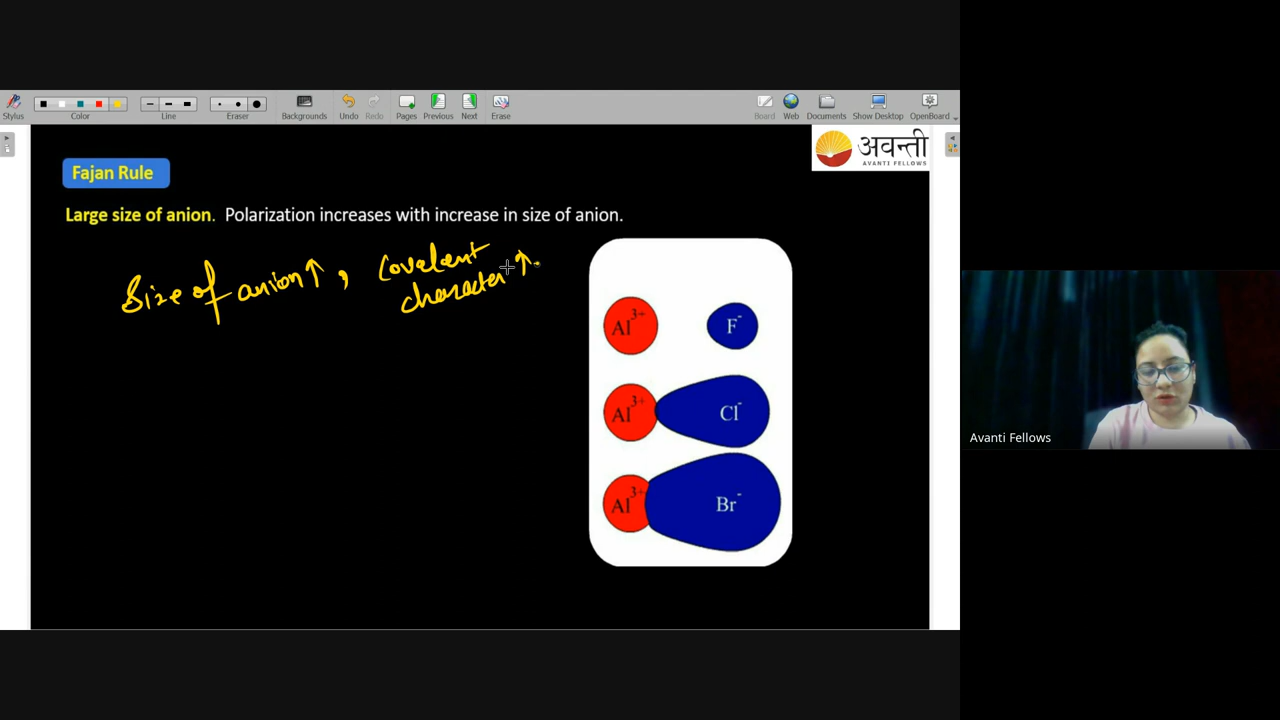 Stylus
Color
Line
Eraser
Backgrounds
Undo
Redo
Pages
Previous
Next
Erase
Board
Web
Documents
Show Desktop
OpenBoard
अवन्ती
AVANTI FELLOWS
Fajan Rule
Large size of anion. Polarization increases with increase in size of anion.
Size of anion↑, Covalent
character↑.
Al3+ F-
Al3+ Cl-
Al3+ Br-
Avanti Fellows